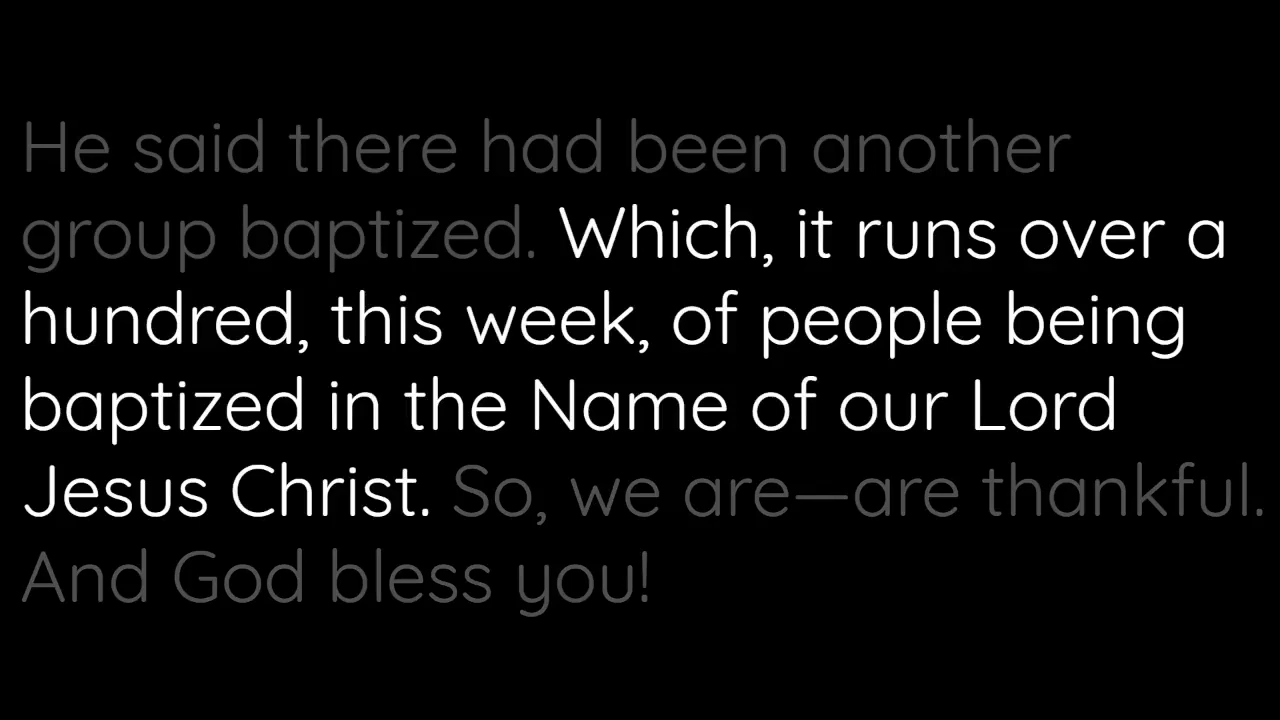 He said there had been another
group baptized. Which, it runs over a
hundred, this week, of people being
baptized in the Name of our Lord
Jesus Christ. So, we are—are thankful.
And God bless you!